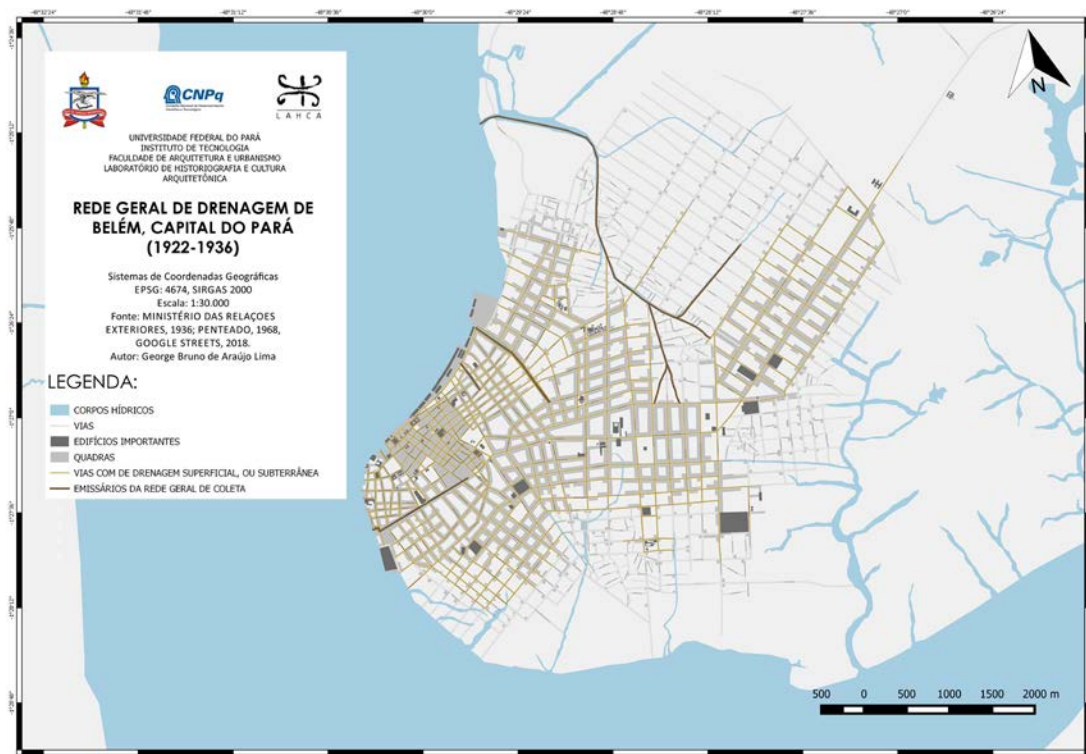 CNPq
LAHCA
UNIVERSIDADE FEDERAL DO PARÁ
INSTITUTO DE TECNOLOGIA
FACULDADE DE ARQUITETURA E URBANISMO
LABORATÓRIO DE HISTORIOGRAFIA E CULTURA
ARQUITETÔNICA
REDE GERAL DE DRENAGEM DE
BELÉM, CAPITAL DO PARÁ
(1922-1936)
Sistemas de Coordenadas Geográficas
EPSG: 4674, SIRGAS 2000
Escala: 1:30.000
Fonte: MINISTÉRIO DAS RELAÇOES
EXTERIORES, 1936; PENTEADO, 1968,
GOOGLE STREETS, 2018.
Autor: George Bruno de Araújo Lima
LEGENDA:
CORPOS HÍDRICOS
VIAS
EDIFÍCIOS IMPORTANTES
QUADRAS
VIAS COM DE DRENAGEM SUPERFICIAL, OU SUBTERRÂNEA
EMISSÁRIOS DA REDE GERAL DE COLETA
N
500 0 500 1000 1500 2000 m